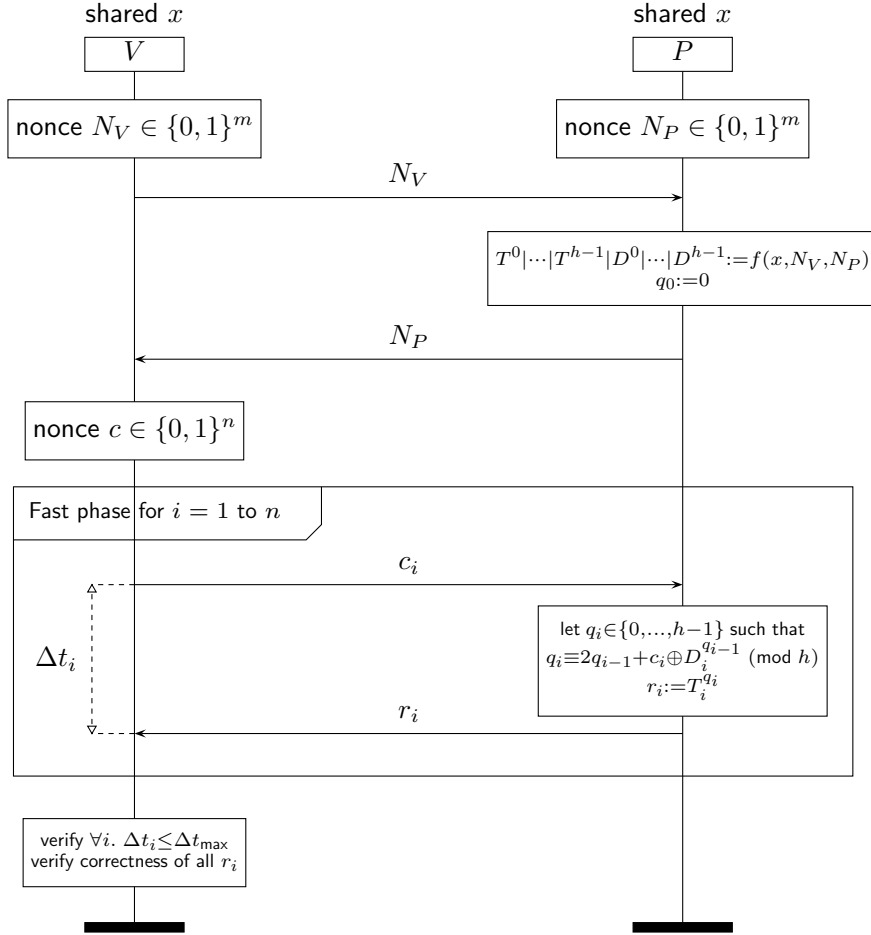 shared x shared x
V P
nonce N_V ∈ {0, 1}^m nonce N_P ∈ {0, 1}^m
N_V
T^0|⋯|T^{h−1}|D^0|⋯|D^{h−1}:=f(x,N_V,N_P)
q_0:=0
N_P
nonce c ∈ {0, 1}^n
Fast phase for i = 1 to n
c_i
let q_i∈{0,...,h−1} such that
q_i≡2q_{i−1}+c_i⊕D_i^{q_{i−1}} (mod h)
Δt_i
r_i:=T_i^{q_i}
r_i
verify ∀i. Δt_i≤Δt_max
verify correctness of all r_i